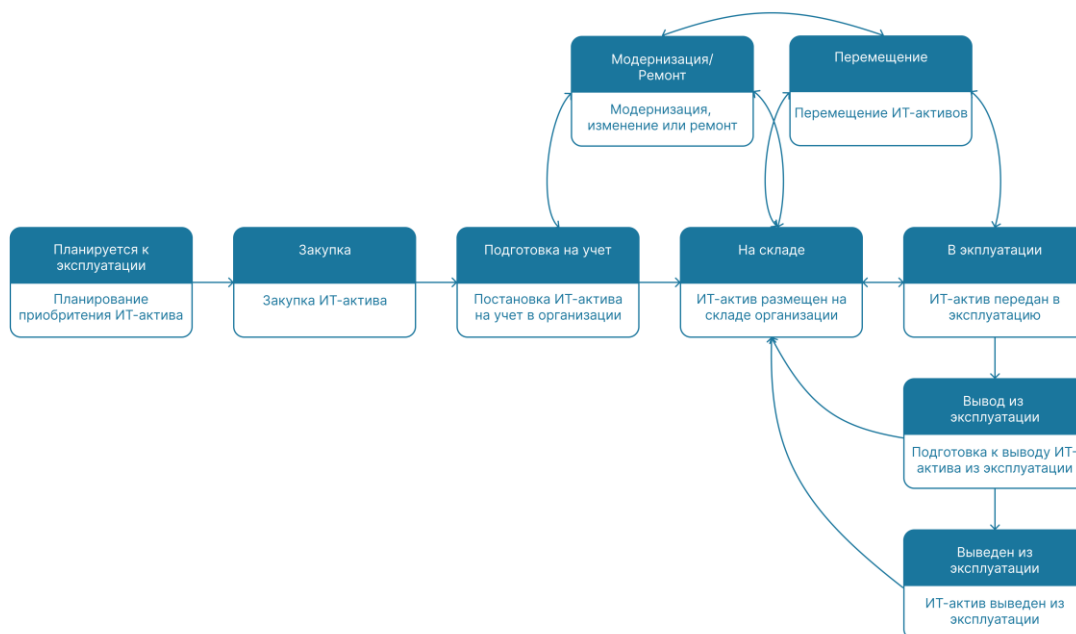 Модернизация/
Ремонт
Модернизация,
изменение или ремонт
Перемещение
Перемещение ИТ-активов
Планируется к
эксплуатации
Планирование
приобритения ИТ-актива
Закупка
Закупка ИТ-актива
Подготовка на учет
Постановка ИТ-актива
на учет в организации
На складе
ИТ-актив размещен на
складе организации
В эплуатации
ИТ-актив передан в
эксплуатацию
Вывод из
эксплуатации
Подготовка к выводу ИТ-
актива из эксплуатации
Выведен из
эксплуатации
ИТ-актив выведен из
эксплуатации